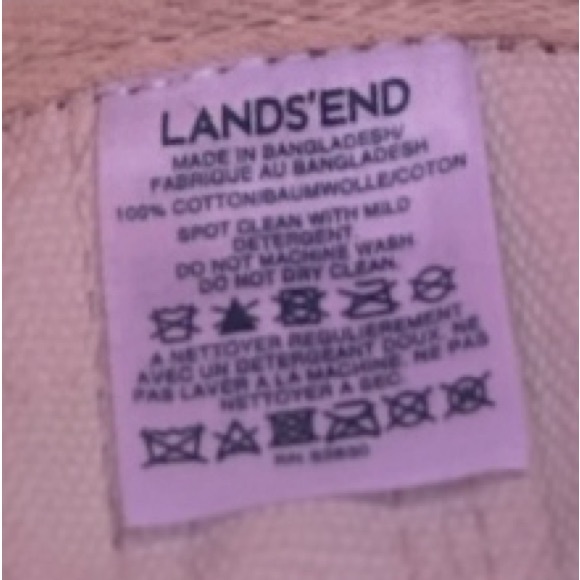 LANDS'END
MADE IN BANGLADESH/
FABRIQUE AU BANGLADESH
100% COTTON/BAUMWOLLE/COTON
SPOT CLEAN WITH MILD
DETERGENT.
DO NOT MACHINE WASH.
DO NOT DRY CLEAN.
A NETTOYER REGULIEREMENT
AVEC UN DETERGENT DOUX. NE
PAS LAVER A LA MACHINE. NE PAS
NETTOYER A SEC.
RN